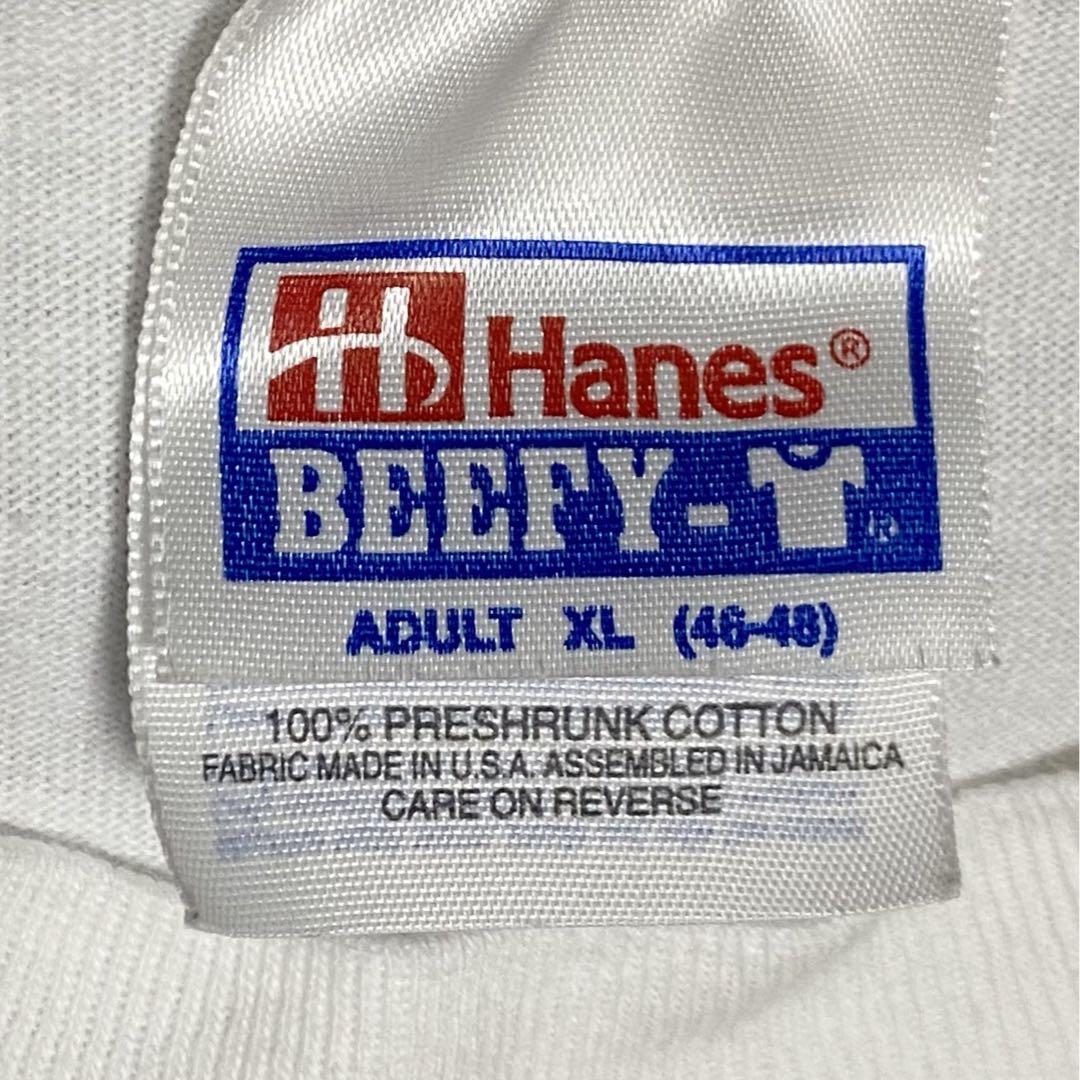 Hanes®
BEEFY-T®
ADULT XL (46-48)
100% PRESHRUNK COTTON
FABRIC MADE IN U.S.A. ASSEMBLED IN JAMAICA
CARE ON REVERSE